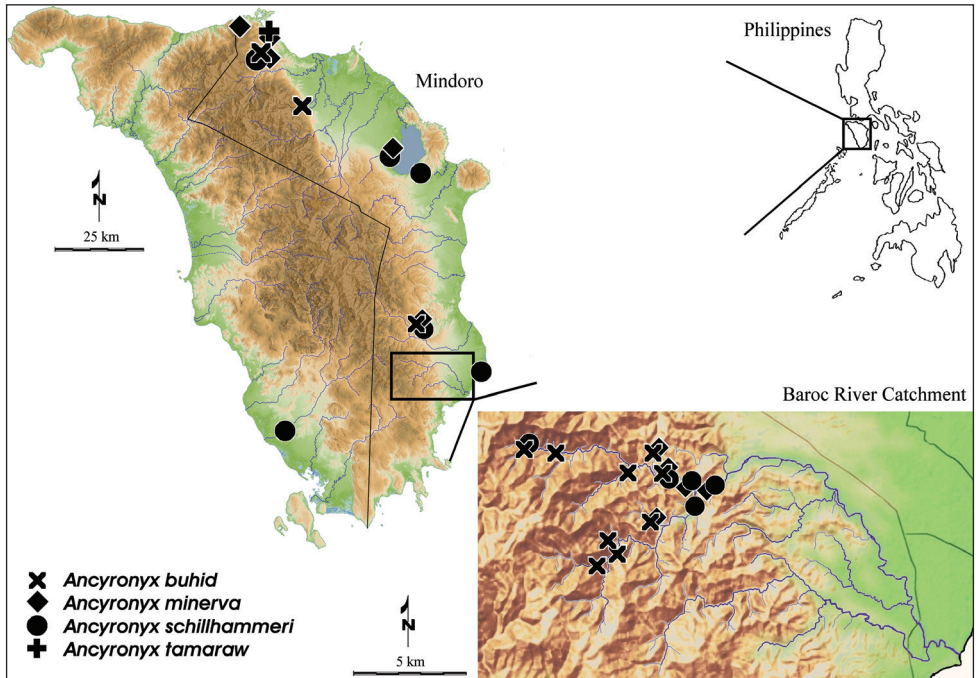 Philippines
Mindoro
N
25 km
Baroc River Catchment
Ancyronyx buhid
Ancyronyx minerva
Ancyronyx schillhammeri
Ancyronyx tamaraw
N
5 km